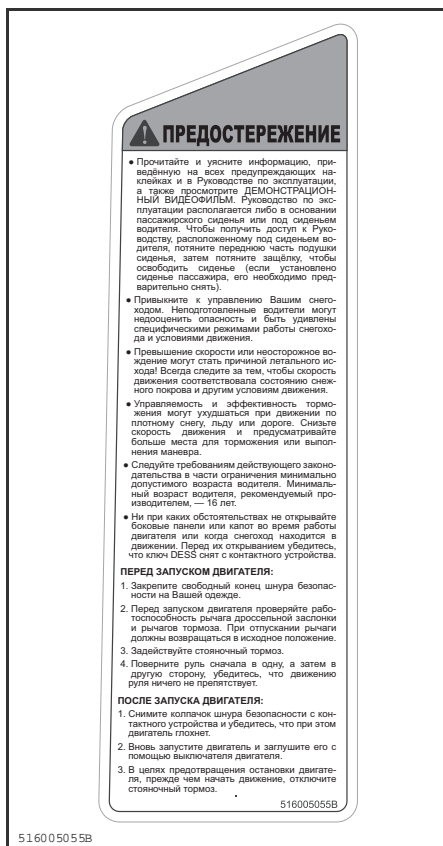 ПРЕДОСТЕРЕЖЕНИЕ
● Прочитайте и уясните информацию, при-
ведённую на всех предупреждающих на-
клейках и в Руководстве по эксплуатации,
а также просмотрите ДЕМОНСТРАЦИОН-
НЫЙ ВИДЕОФИЛЬМ. Руководство по экс-
плуатации располагается либо в основании
пассажирского сиденья или под сиденьем
водителя. Чтобы получить доступ к Руко-
водству, расположенному под сиденьем во-
дителя, потяните переднюю часть подушки
сиденья, затем потяните защёлку, чтобы
освободить сиденье (если установлено
сиденье пассажира, его необходимо пред-
варительно снять).
● Привыкните к управлению Вашим снего-
ходом. Неподготовленные водители могут
недооценить опасность и быть удивлены
специфическими режимами работы снегохо-
да и условиями движения.
● Превышение скорости или неосторожное во-
ждение могут стать причиной летального ис-
хода! Всегда следите за тем, чтобы скорость
движения соответствовала состоянию снеж-
ного покрова и другим условиям движения.
● Управляемость и эффективность тормо-
жения могут ухудшаться при движении по
плотному снегу, льду или дороге. Снизьте
скорость движения и предусматривайте
больше места для торможения или выпол-
нения маневра.
● Следуйте требованиям действующего законо-
дательства в части ограничения минимально
допустимого возраста водителя. Минималь-
ный возраст водителя, рекомендуемый про-
изводителем, — 16 лет.
● Ни при каких обстоятельствах не открывайте
боковые панели или капот во время работы
двигателя или когда снегоход находится в
движении. Перед их открыванием убедитесь,
что ключ DESS снят с контактного устройства.
ПЕРЕД ЗАПУСКОМ ДВИГАТЕЛЯ:
1. Закрепите свободный конец шнура безопас-
ности на Вашей одежде.
2. Перед запуском двигателя проверяйте рабо-
тоспособность рычага дроссельной заслонки
и рычагов тормоза. При отпускании рычаги
должны возвращаться в исходное положение.
3. Задействуйте стояночный тормоз.
4. Поверните руль сначала в одну, а затем в
другую сторону, убедитесь, что движению
руля ничего не препятствует.
ПОСЛЕ ЗАПУСКА ДВИГАТЕЛЯ:
1. Снимите колпачок шнура безопасности с кон-
тактного устройства и убедитесь, что при этом
двигатель глохнет.
2. Вновь запустите двигатель и заглушите его с
помощью выключателя двигателя.
3. В целях предотвращения остановки двигате-
ля, прежде чем начать движение, отключите
стояночный тормоз.
516005055B
516005055B